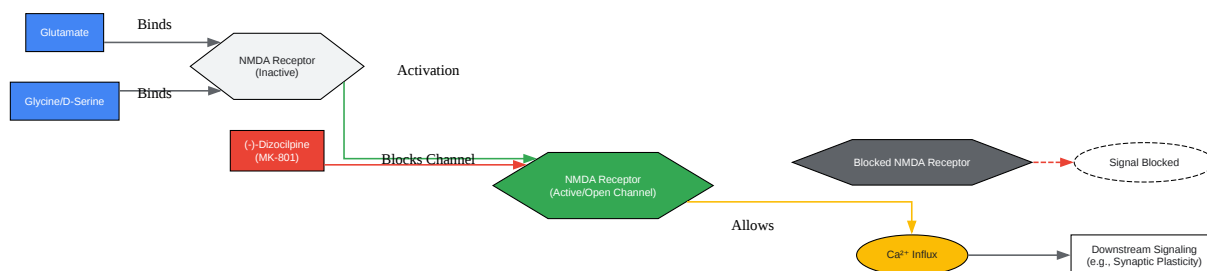 Glutamate
Binds
NMDA Receptor
(Inactive)
Activation
Glycine/D-Serine
Binds
(-)-Dizocilpine
(MK-801)
Blocks Channel
NMDA Receptor
(Active/Open Channel)
Blocked NMDA Receptor
Signal Blocked
Allows
Ca²⁺ Influx
Downstream Signaling
(e.g., Synaptic Plasticity)